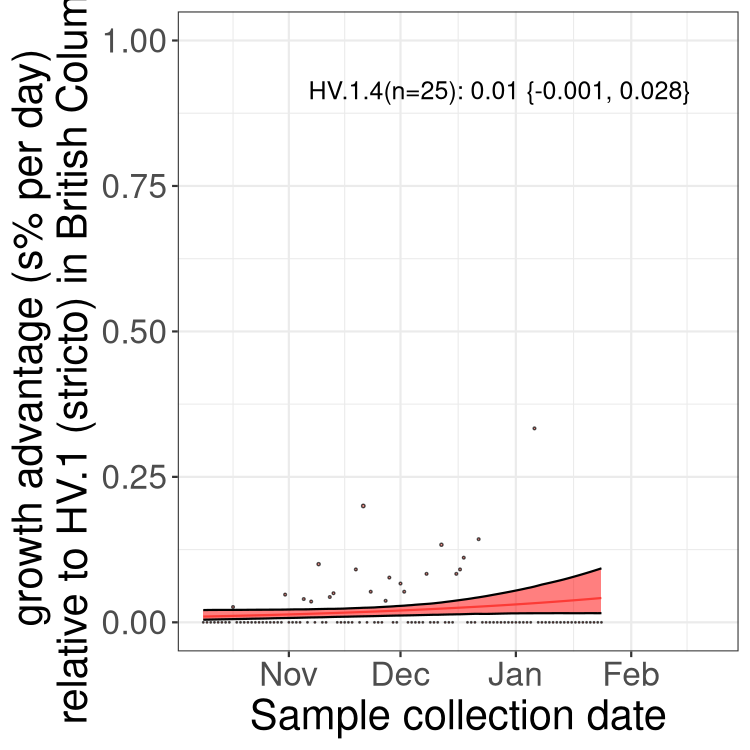 growth advantage (s% per day)
relative to HV.1 (stricto) in British Colum
1.00
0.75
0.50
0.25
0.00
HV.1.4(n=25): 0.01 {-0.001, 0.028}
Nov Dec Jan Feb
Sample collection date